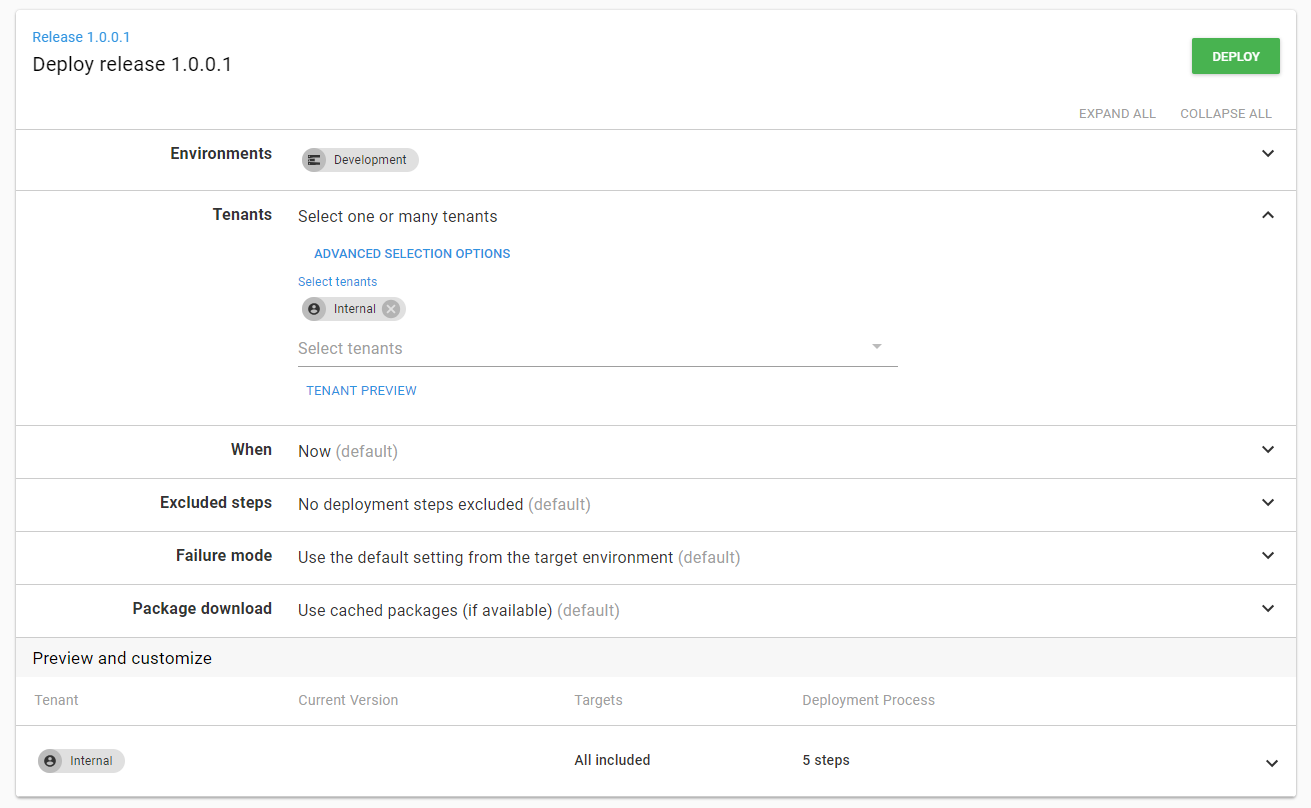 Release 1.0.0.1
Deploy release 1.0.0.1
DEPLOY
EXPAND ALL COLLAPSE ALL
Environments Development
Tenants Select one or many tenants
ADVANCED SELECTION OPTIONS
Select tenants
Internal
Select tenants
TENANT PREVIEW
When Now (default)
Excluded steps No deployment steps excluded (default)
Failure mode Use the default setting from the target environment (default)
Package download Use cached packages (if available) (default)
Preview and customize
Tenant Current Version Targets Deployment Process
Internal All included 5 steps